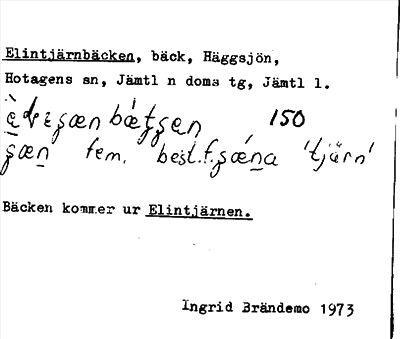 Elintjärnbäcken, bäck, Häggsjön,
Hotagens sn, Jämtl n doms tg, Jämtl l.
150
fem. best.f. 'tjärn'
Bäcken kommer ur Elintjärnen.
Ingrid Brändemo 1973